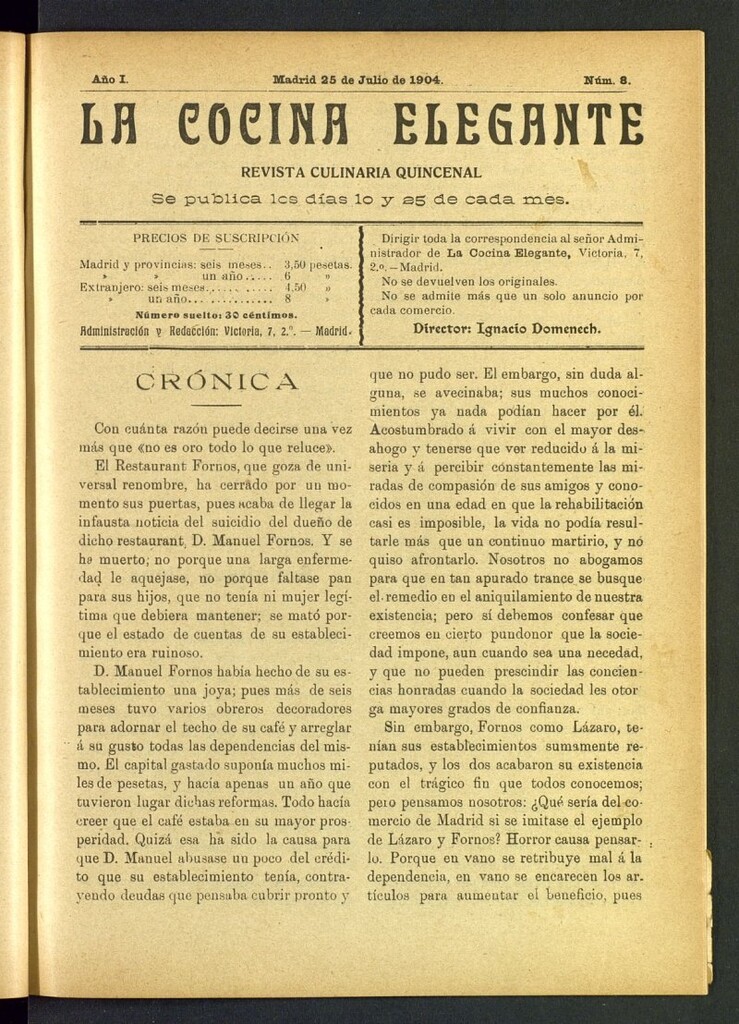 Año I.
Madrid 25 de Julio de 1904.
Núm. 8.
LA COCINA ELEGANTE
REVISTA CULINARIA QUINCENAL
Se publica los días 10 y 25 de cada mes.
PRECIOS DE SUSCRIPCIÓN
Madrid y provincias: seis meses.. 3,50 pesetas.
» » un año..... 6 »
Extranjero: seis meses........... 4,50 »
» un año............ 8 »
Número suelto: 30 céntimos.
Administración y Redacción: Victoria, 7, 2.º. — Madrid.
Dirigir toda la correspondencia al señor Admi-
nistrador de La Cocina Elegante, Victoria, 7,
2.º. — Madrid.
No se devuelven los originales.
No se admite más que un solo anuncio por
cada comercio.
Director: Ignacio Domenech.
CRÓNICA
Con cuánta razón puede decirse una vez
más que «no es oro todo lo que reluce».
El Restaurant Fornos, que goza de uni-
versal renombre, ha cerrado por un mo-
mento sus puertas, pues acaba de llegar la
infausta noticia del suicidio del dueño de
dicho restaurant, D. Manuel Fornos. Y se
ha muerto; no porque una larga enferme-
dad le aquejase, no porque faltase pan
para sus hijos, que no tenía ni mujer legí-
tima que debiera mantener; se mató por-
que el estado de cuentas de su estableci-
miento era ruinoso.
D. Manuel Fornos había hecho de su es-
tablecimiento una joya; pues más de seis
meses tuvo varios obreros decoradores
para adornar el techo de su café y arreglar
á su gusto todas las dependencias del mis-
mo. El capital gastado suponía muchos mi-
les de pesetas, y hacía apenas un año que
tuvieron lugar dichas reformas. Todo hacía
creer que el café estaba en su mayor pros-
peridad. Quizá esa ha sido la causa para
que D. Manuel abusase un poco del crédi-
to que su establecimiento tenía, contra-
yendo deudas que pensaba cubrir pronto y
que no pudo ser. El embargo, sin duda al-
guna, se avecinaba; sus muchos conoci-
mientos ya nada podían hacer por él.
Acostumbrado á vivir con el mayor des-
ahogo y tenerse que ver reducido á la mi-
seria y á percibir constantemente las mi-
radas de compasión de sus amigos y cono-
cidos en una edad en que la rehabilitación
casi es imposible, la vida no podía resul-
tarle más que un continuo martirio, y no
quiso afrontarlo. Nosotros no abogamos
para que en tan apurado trance se busque
el remedio en el aniquilamiento de nuestra
existencia; pero sí debemos confesar que
creemos en cierto pundonor que la socie-
dad impone, aun cuando sea una necedad,
y que no pueden prescindir las concien-
cias honradas cuando la sociedad les otor
ga mayores grados de confianza.
Sin embargo, Fornos como Lázaro, te-
nían sus establecimientos sumamente re-
putados, y los dos acabaron su existencia
con el trágico fin que todos conocemos;
pero pensamos nosotros: ¿Qué sería del co-
mercio de Madrid si se imitase el ejemplo
de Lázaro y Fornos? Horror causa pensar-
lo. Porque en vano se retribuye mal á la
dependencia, en vano se encarecen los ar-
tículos para aumentar el beneficio, pues